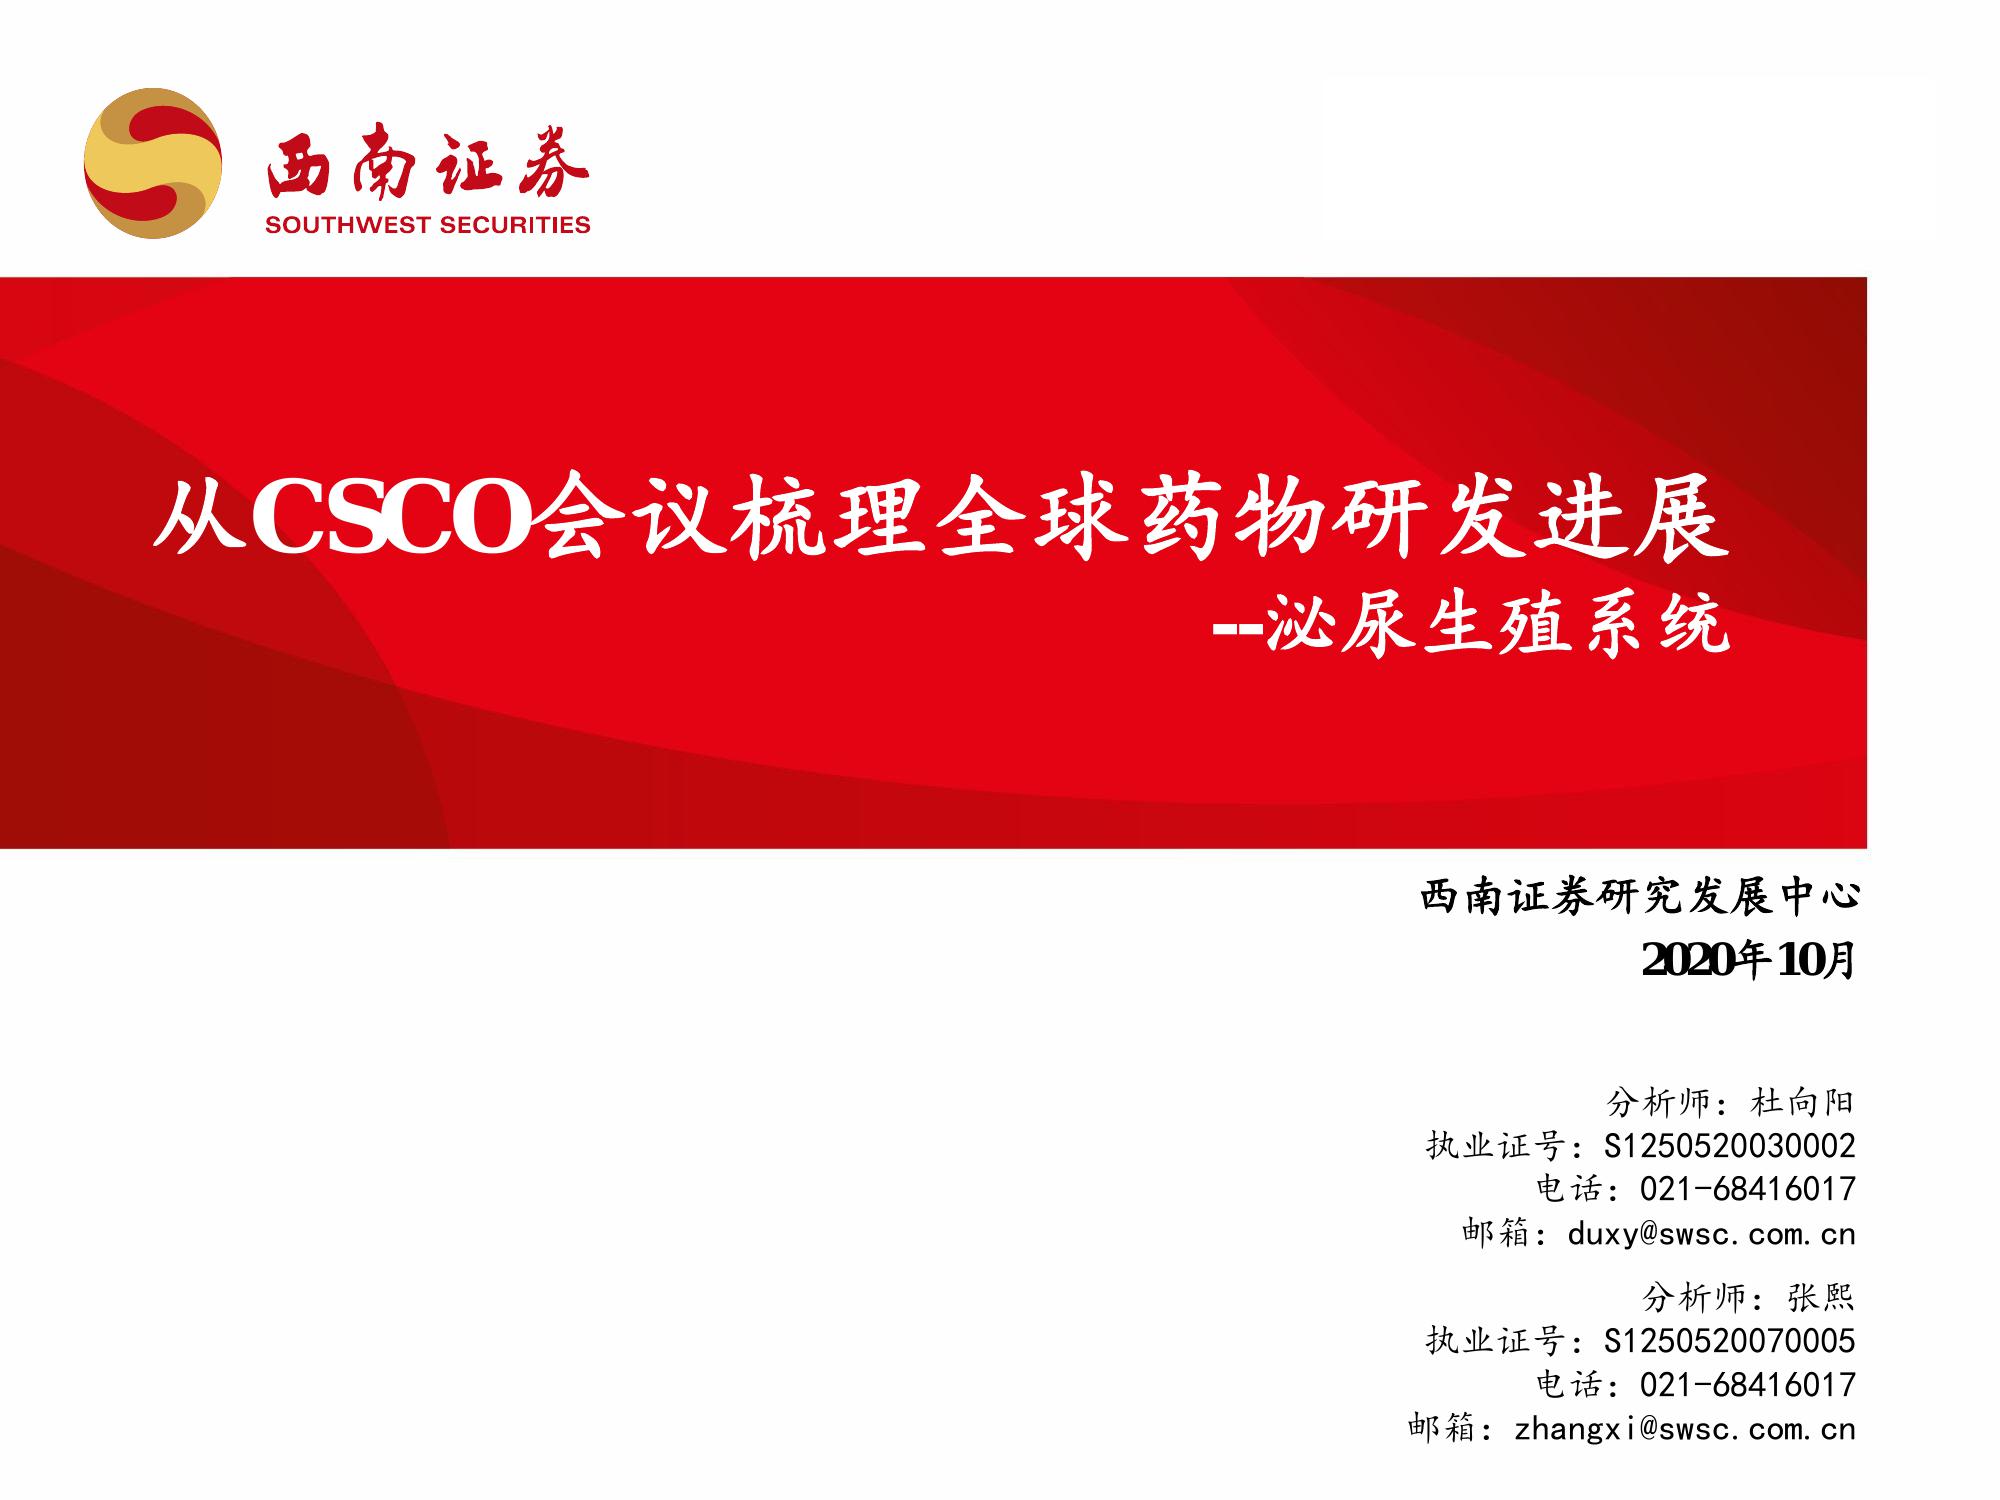 西南证券
SOUTHWEST SECURITIES
从CSCO会议梳理全球药物研发进展
--泌尿生殖系统
西南证券研究发展中心
2020年10月
分析师：杜向阳
执业证号：S1250520030002
电话：021-68416017
邮箱：duxy@swsc.com.cn
分析师：张熙
执业证号：S1250520070005
电话：021-68416017
邮箱：zhangxi@swsc.com.cn